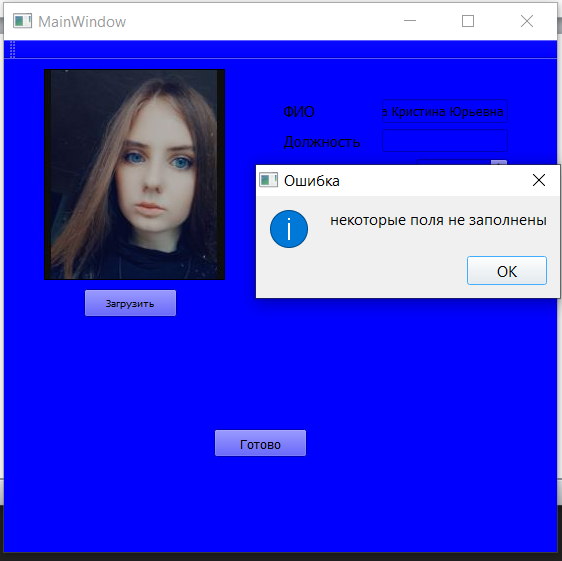 MainWindow
ФИО
Кристина Юрьевна
Должность
Ошибка
некоторые поля не заполнены
OK
Загрузить
Готово